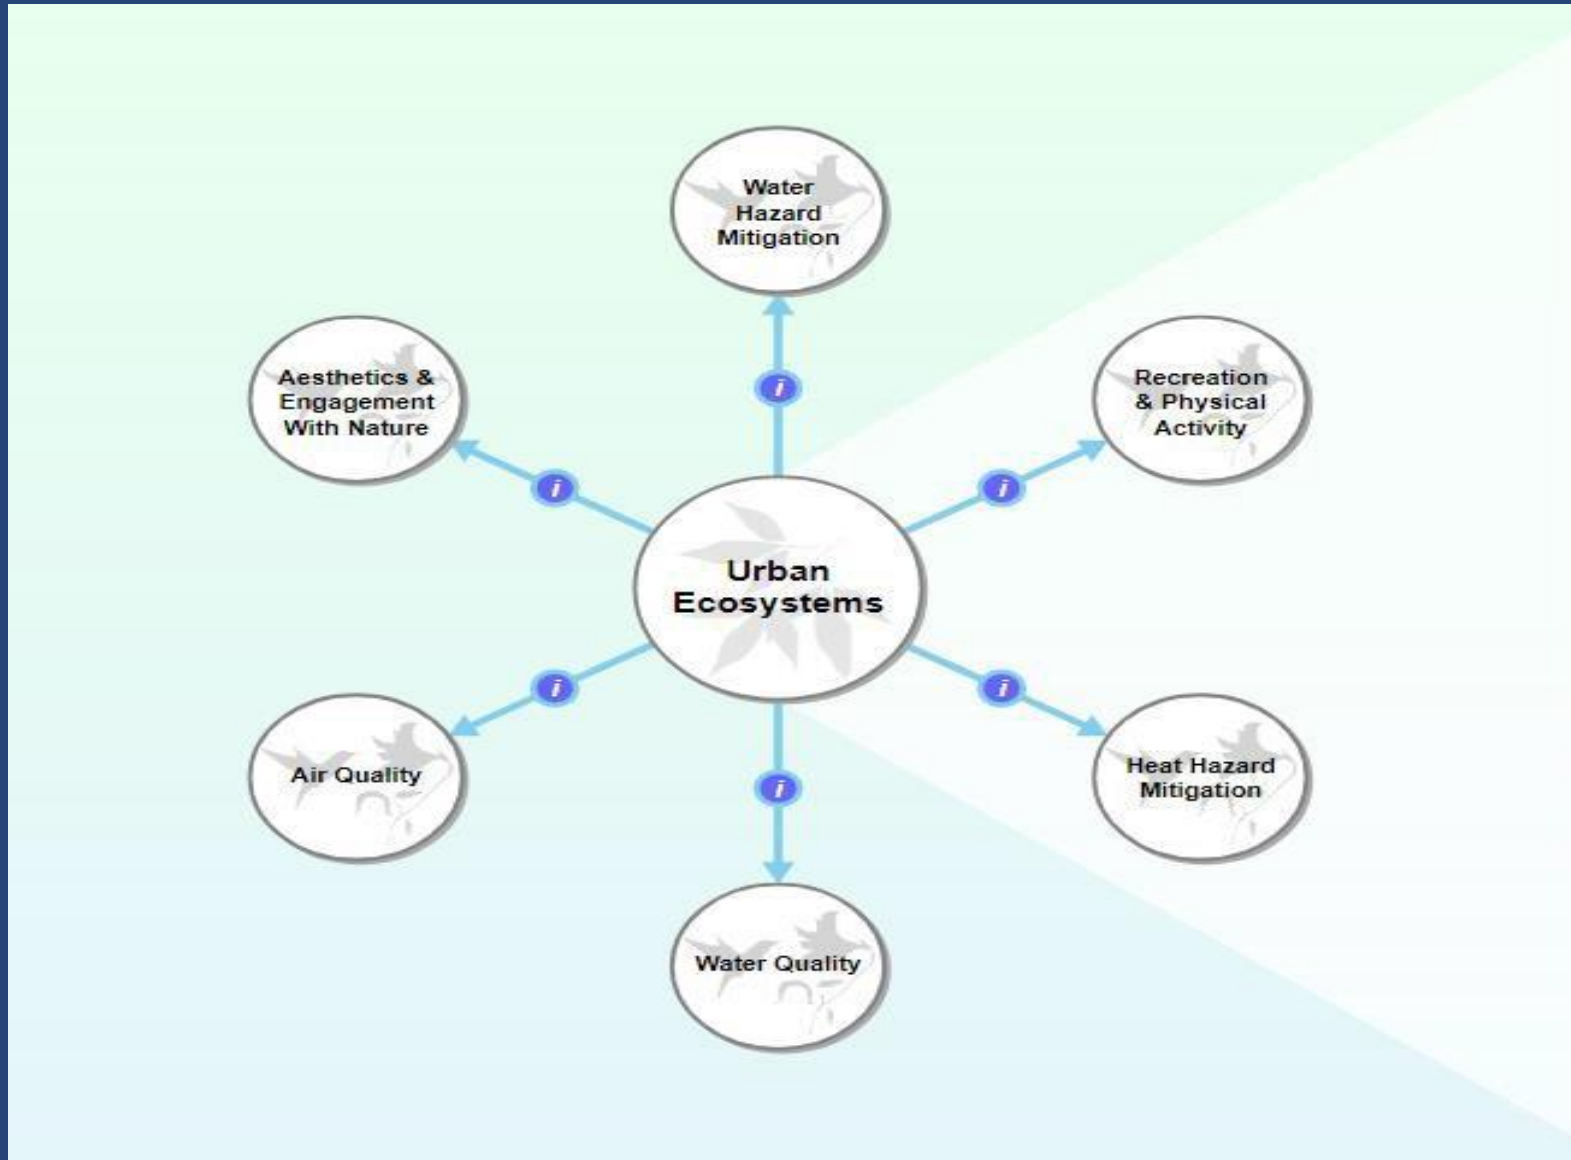 Water
Hazard
Mitigation
Aesthetics &
Engagement
With Nature
Recreation
& Physical
Activity
i
i
i
Urban
Ecosystems
i
i
i
Air Quality
Heat Hazard
Mitigation
Water Quality